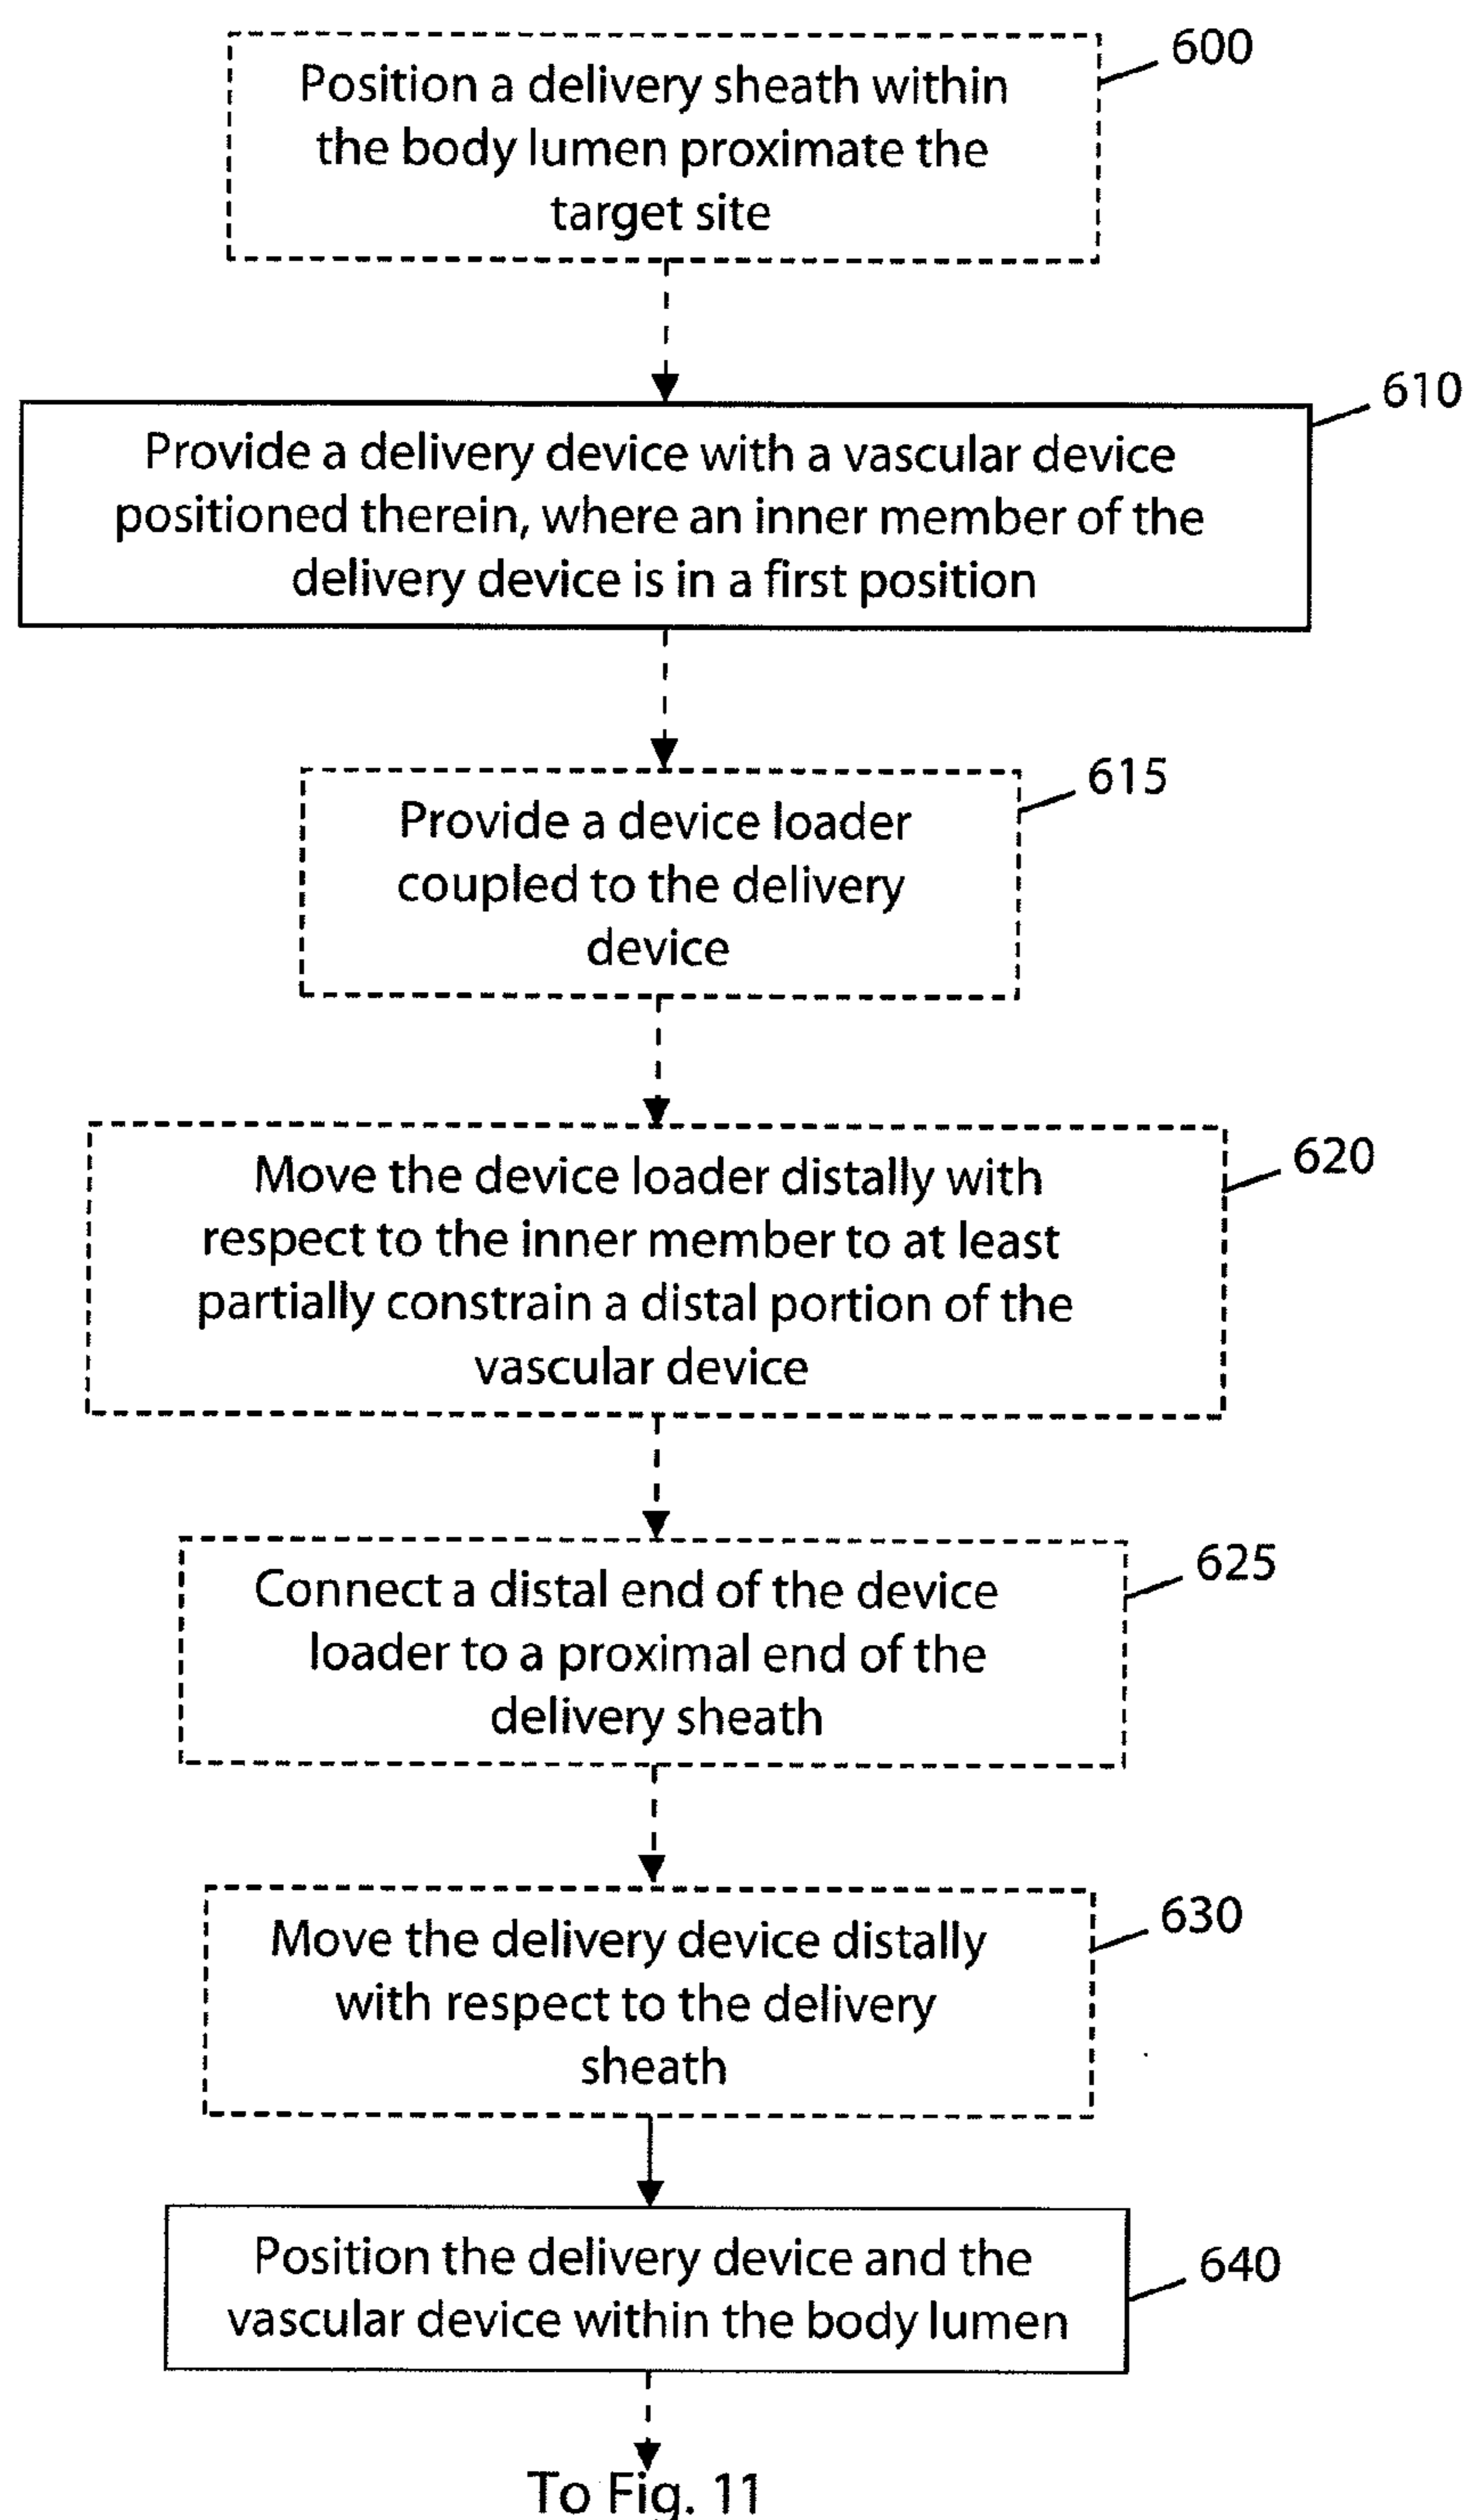 600
Position a delivery sheath within
the body lumen proximate the
target site
610
Provide a delivery device with a vascular device
positioned therein, where an inner member of the
delivery device is in a first position
615
Provide a device loader
coupled to the delivery
device
620
Move the device loader distally with
respect to the inner member to at least
partially constrain a distal portion of the
vascular device
625
Connect a distal end of the device
loader to a proximal end of the
delivery sheath
630
Move the delivery device distally
with respect to the delivery
sheath
640
Position the delivery device and the
vascular device within the body lumen
To Fig. 11